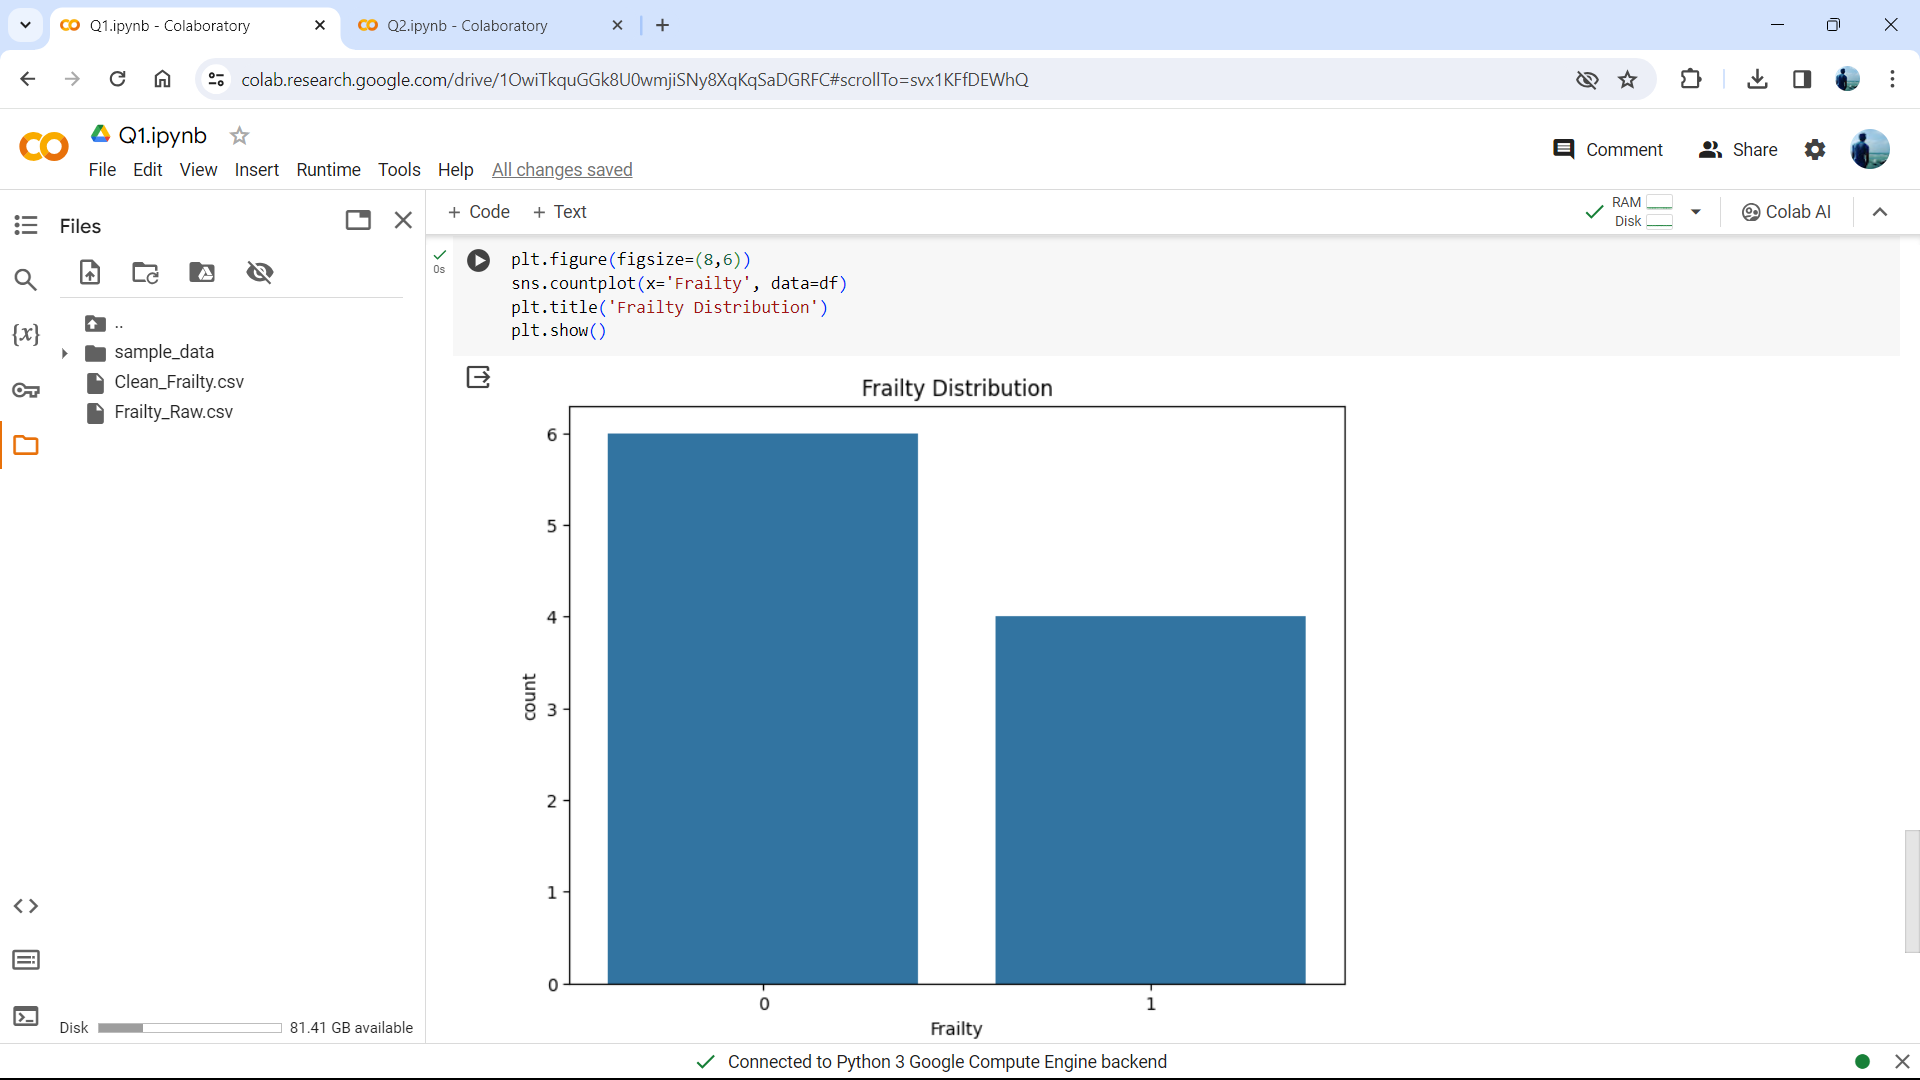 Q1.ipynb - Colaboratory
Q2.ipynb - Colaboratory
colab.research.google.com/drive/1OwiTkquGGk8U0wmjiSNy8XqKqSaDGRFC#scrollTo=svx1KFfDEWhQ
Q1.ipynb
File Edit View Insert Runtime Tools Help All changes saved
Comment
Share
Files
+ Code + Text
RAM
Disk
Colab AI
..
sample_data
Clean_Frailty.csv
Frailty_Raw.csv
{x}
0s
plt.figure(figsize=(8,6))
sns.countplot(x='Frailty', data=df)
plt.title('Frailty Distribution')
plt.show()
Frailty Distribution
6
5
4
3
2
1
0
count
0 1
Frailty
Disk 81.41 GB available
Connected to Python 3 Google Compute Engine backend